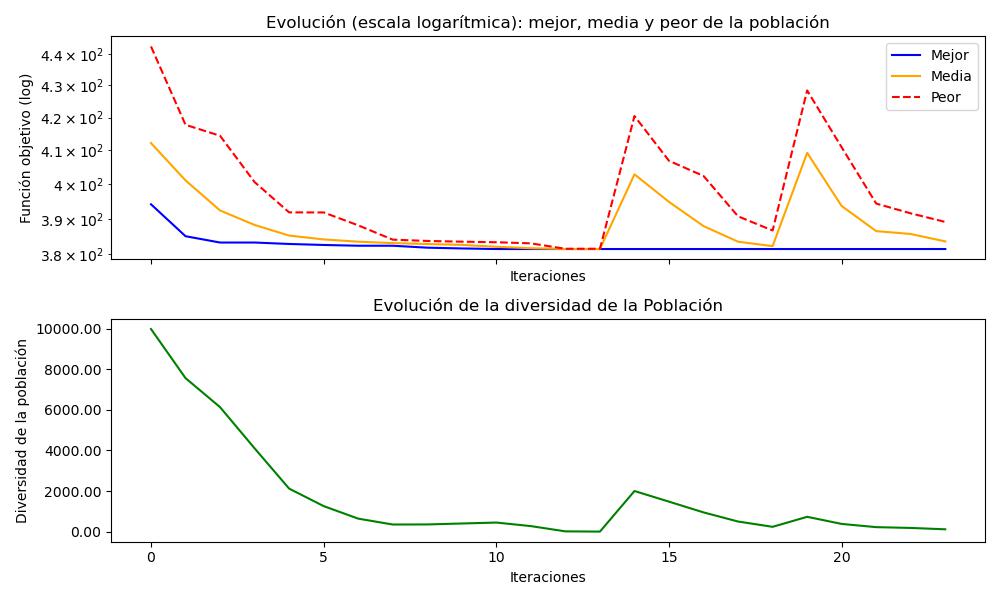 Evolución (escala logarítmica): mejor, media y peor de la población
Función objetivo (log)
4.4 × 10²
4.3 × 10²
4.2 × 10²
4.1 × 10²
4 × 10²
3.9 × 10²
3.8 × 10²
Mejor
Media
Peor
Iteraciones
Evolución de la diversidad de la Población
Diversidad de la población
10000.00
8000.00
6000.00
4000.00
2000.00
0.00
0 5 10 15 20
Iteraciones